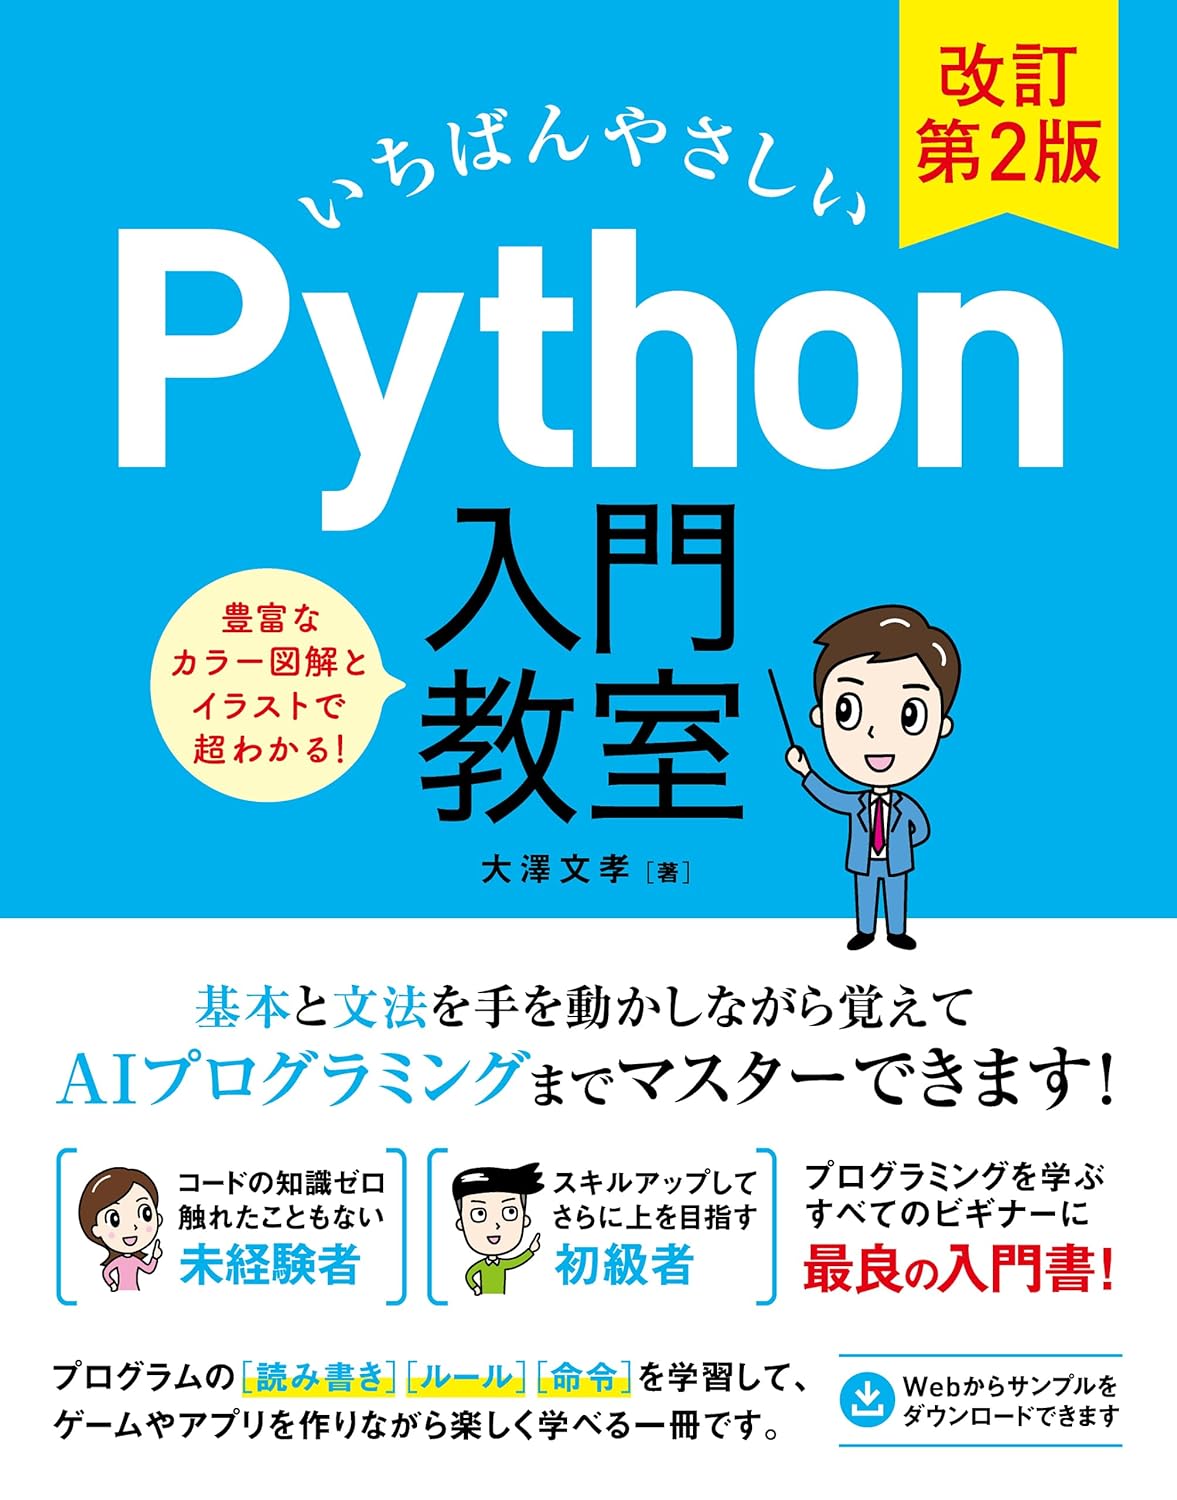 改訂
第2版
いちばんやさしい
Python
入門
教室
豊富な
カラー図解と
イラストで
超わかる!
大澤文孝［著］
基本と文法を手を動かしながら覚えて
AIプログラミングまでマスターできます!
コードの知識ゼロ
触れたこともない
未経験者
スキルアップして
さらに上を目指す
初級者
プログラミングを学ぶ
すべてのビギナーに
最良の入門書!
プログラムの[読み書き][ルール][命令]を学習して、
ゲームやアプリを作りながら楽しく学べる一冊です。
Webからサンプルを
ダウンロードできます